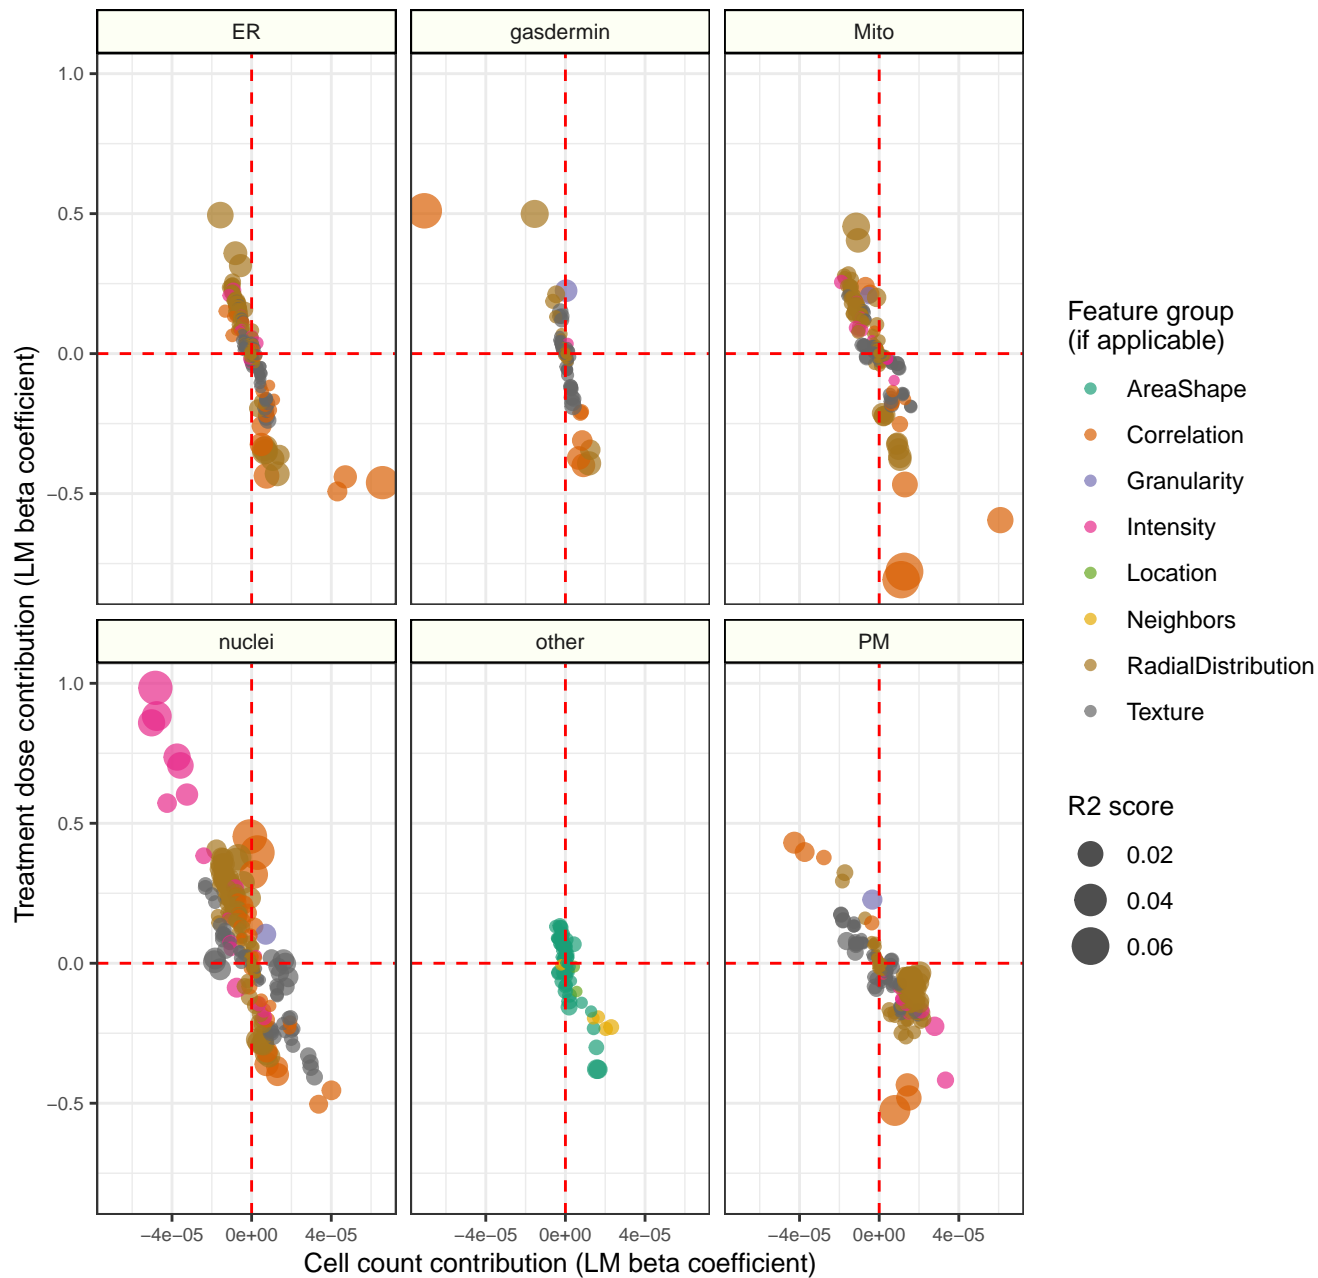 ER
gasdermin
Mito
1.0
0.5
0.0
−0.5
nuclei
other
PM
1.0
0.5
0.0
−0.5
−4e−05
0e+00
4e−05
−4e−05
0e+00
4e−05
−4e−05
0e+00
4e−05
Cell count contribution (LM beta coefficient)
Treatment dose contribution (LM beta coefficient)
Feature group
(if applicable)
AreaShape
Correlation
Granularity
Intensity
Location
Neighbors
RadialDistribution
Texture
R2 score
0.02
0.04
0.06